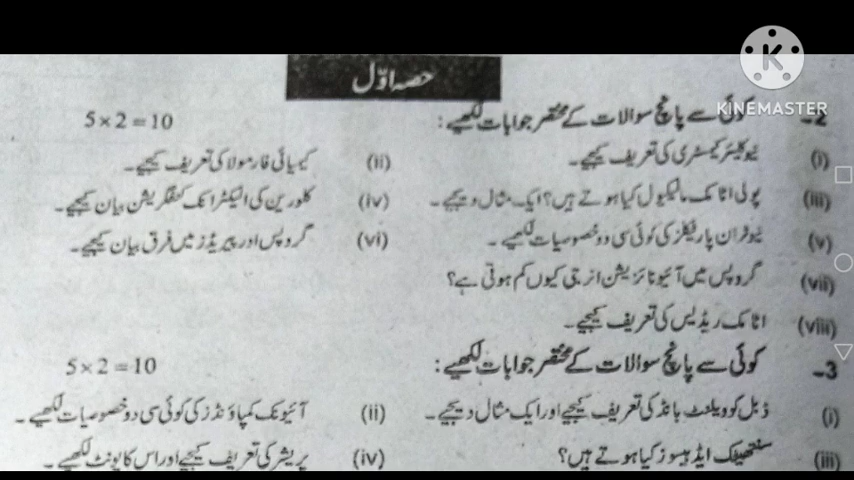 KINEMASTER
حصہ اوّل
2- کوئی سے پانچ سوالات کے مختصر جوابات لکھیے: 5 × 2 = 10
(i) نیوکلیئر کیمسٹری کی تعریف کیجیے۔ (ii) کیمیائی فارمولا کی تعریف کیجیے۔
(iii) پولی اٹامک مالیکیول کیا ہوتے ہیں؟ ایک مثال دیجیے۔ (iv) کلورین کی الیکٹرانک کنفگریشن بیان کیجیے۔
(v) نیوٹران پارٹیکلز کی کوئی سی دو خصوصیات لکھیے۔ (vi) گروپس اور پیریڈز میں فرق بیان کیجیے۔
(vii) گروپس میں آئیونائزیشن انرجی کیوں کم ہوتی ہے؟
(viii) اٹامک ریڈیس کی تعریف کیجیے۔
3- کوئی سے پانچ سوالات کے مختصر جوابات لکھیے: 5 × 2 = 10
(i) ڈبل کوویلنٹ بانڈ کی تعریف کیجیے اور ایک مثال دیجیے۔ (ii) آئیونک کمپاؤنڈز کی کوئی سی دو خصوصیات لکھیے۔
(iii) سنتھیٹک ایڈہیسوز کیا ہوتے ہیں؟ (iv) پریشر کی تعریف کیجیے اور اس کا یونٹ لکھیے۔